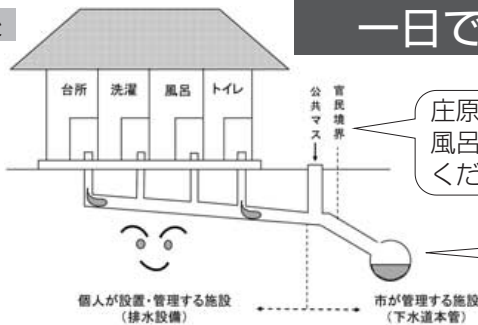 一日で
台所 洗濯 風呂 トイレ
公共マス
官民境界
庄原
風呂
くだ
個人が設置・管理する施設
(排水設備)
市が管理する施設
(下水道本管)